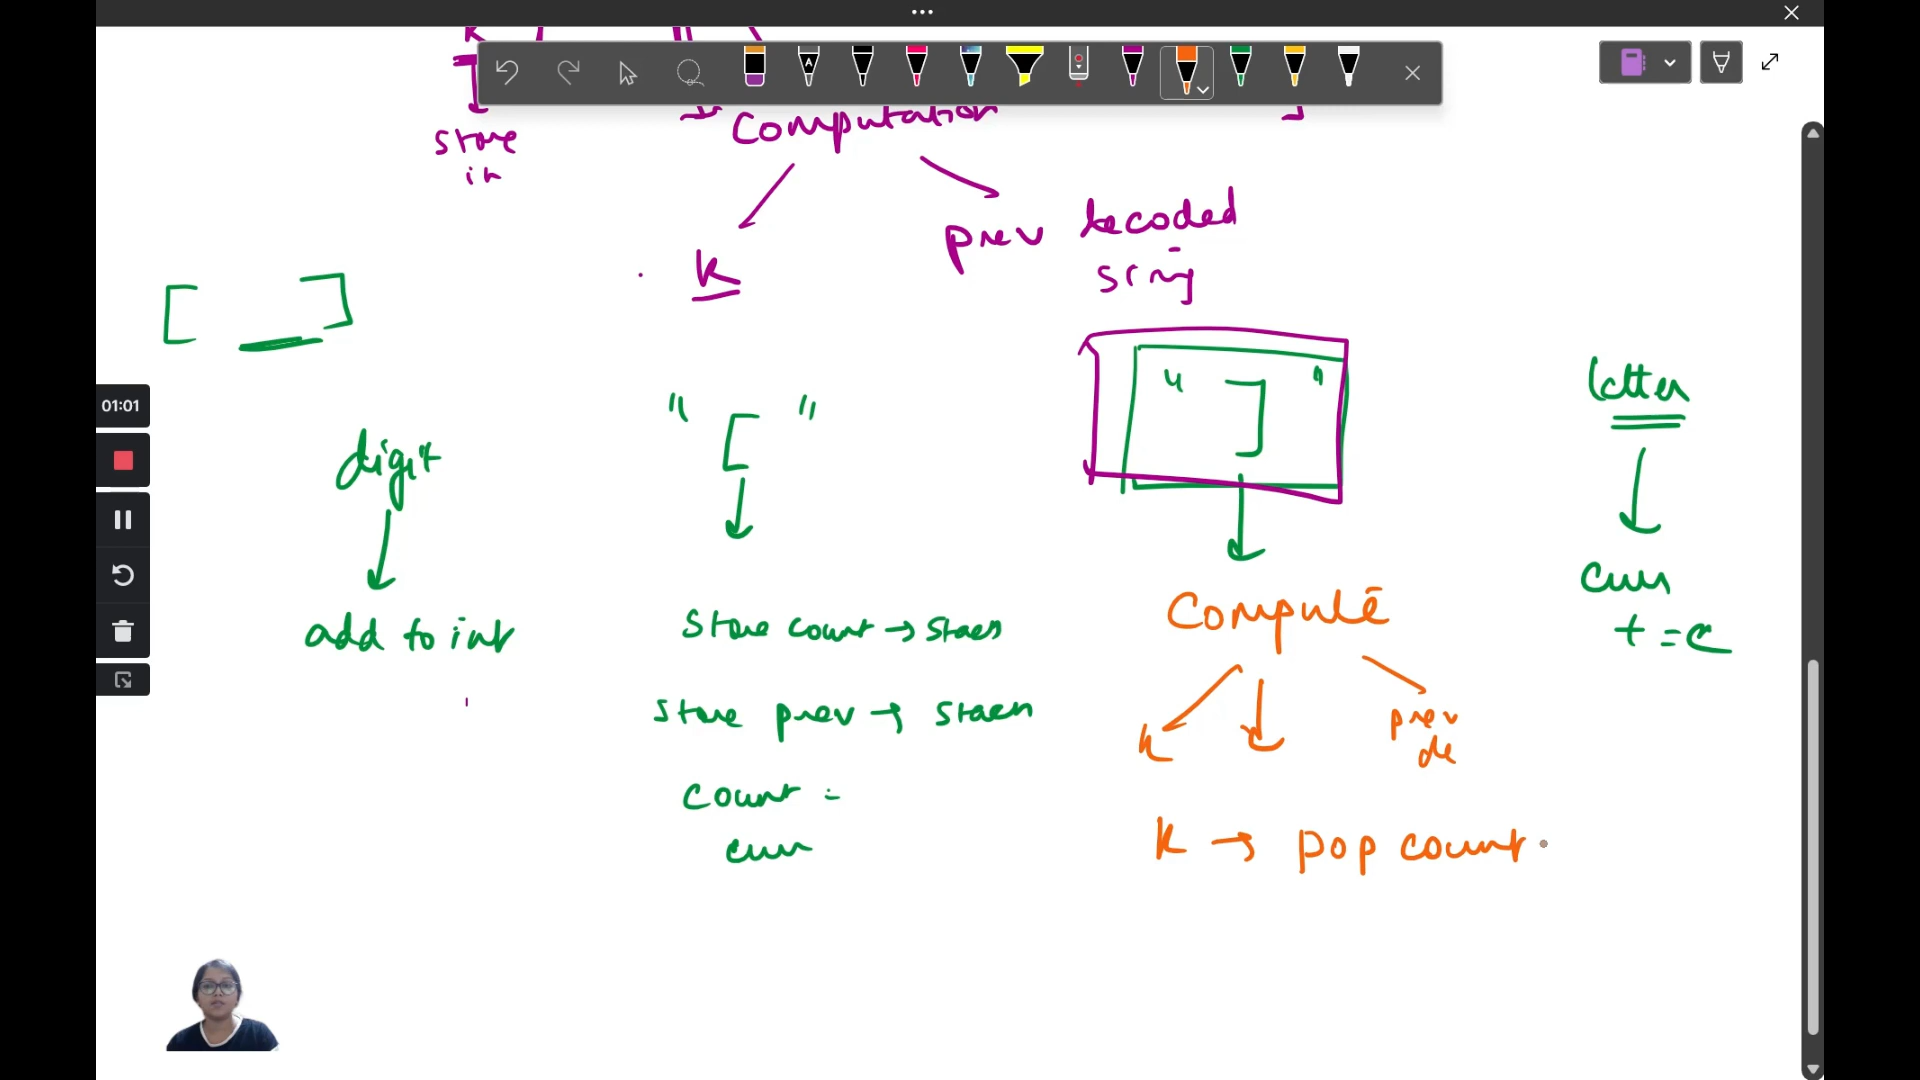 store
in
Computation
k
prev decoded
string
[ ]
digit
add to int
" [ "
store count → stack
store prev → stack
count =
curr
" ] "
Compute
k
prev
de
k → pop count
letter
curr
+ = c
01:01
A